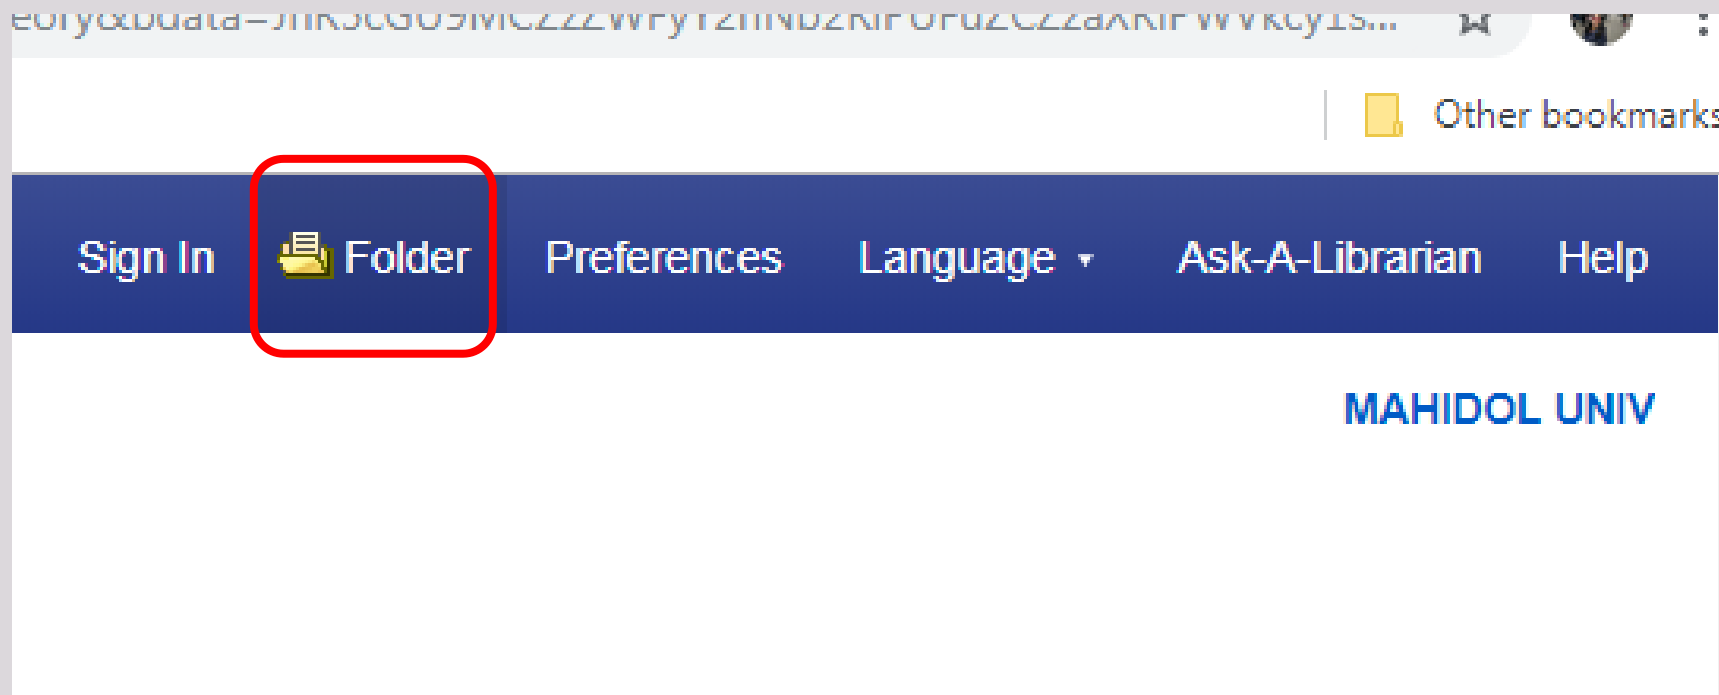 Other bookmarks
Sign In Folder Preferences Language Ask-A-Librarian Help
MAHIDOL UNIV